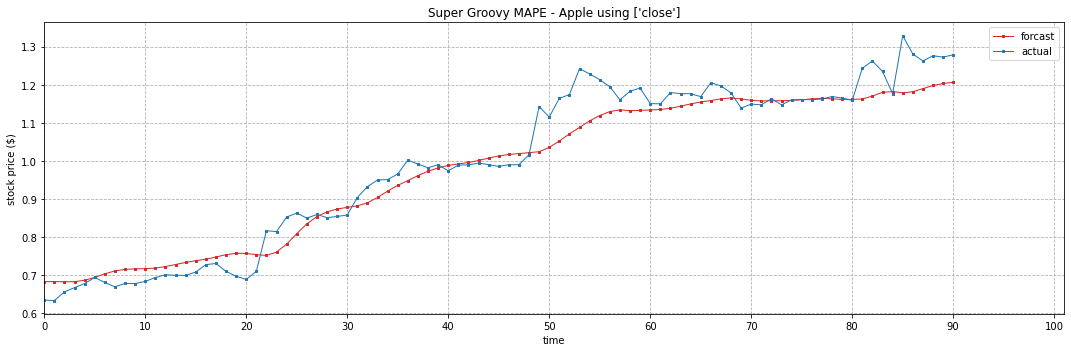 Super Groovy MAPE - Apple using ['close']
forcast
actual
stock price ($)
1.3
1.2
1.1
1.0
0.9
0.8
0.7
0.6
0 10 20 30 40 50 60 70 80 90 100
time